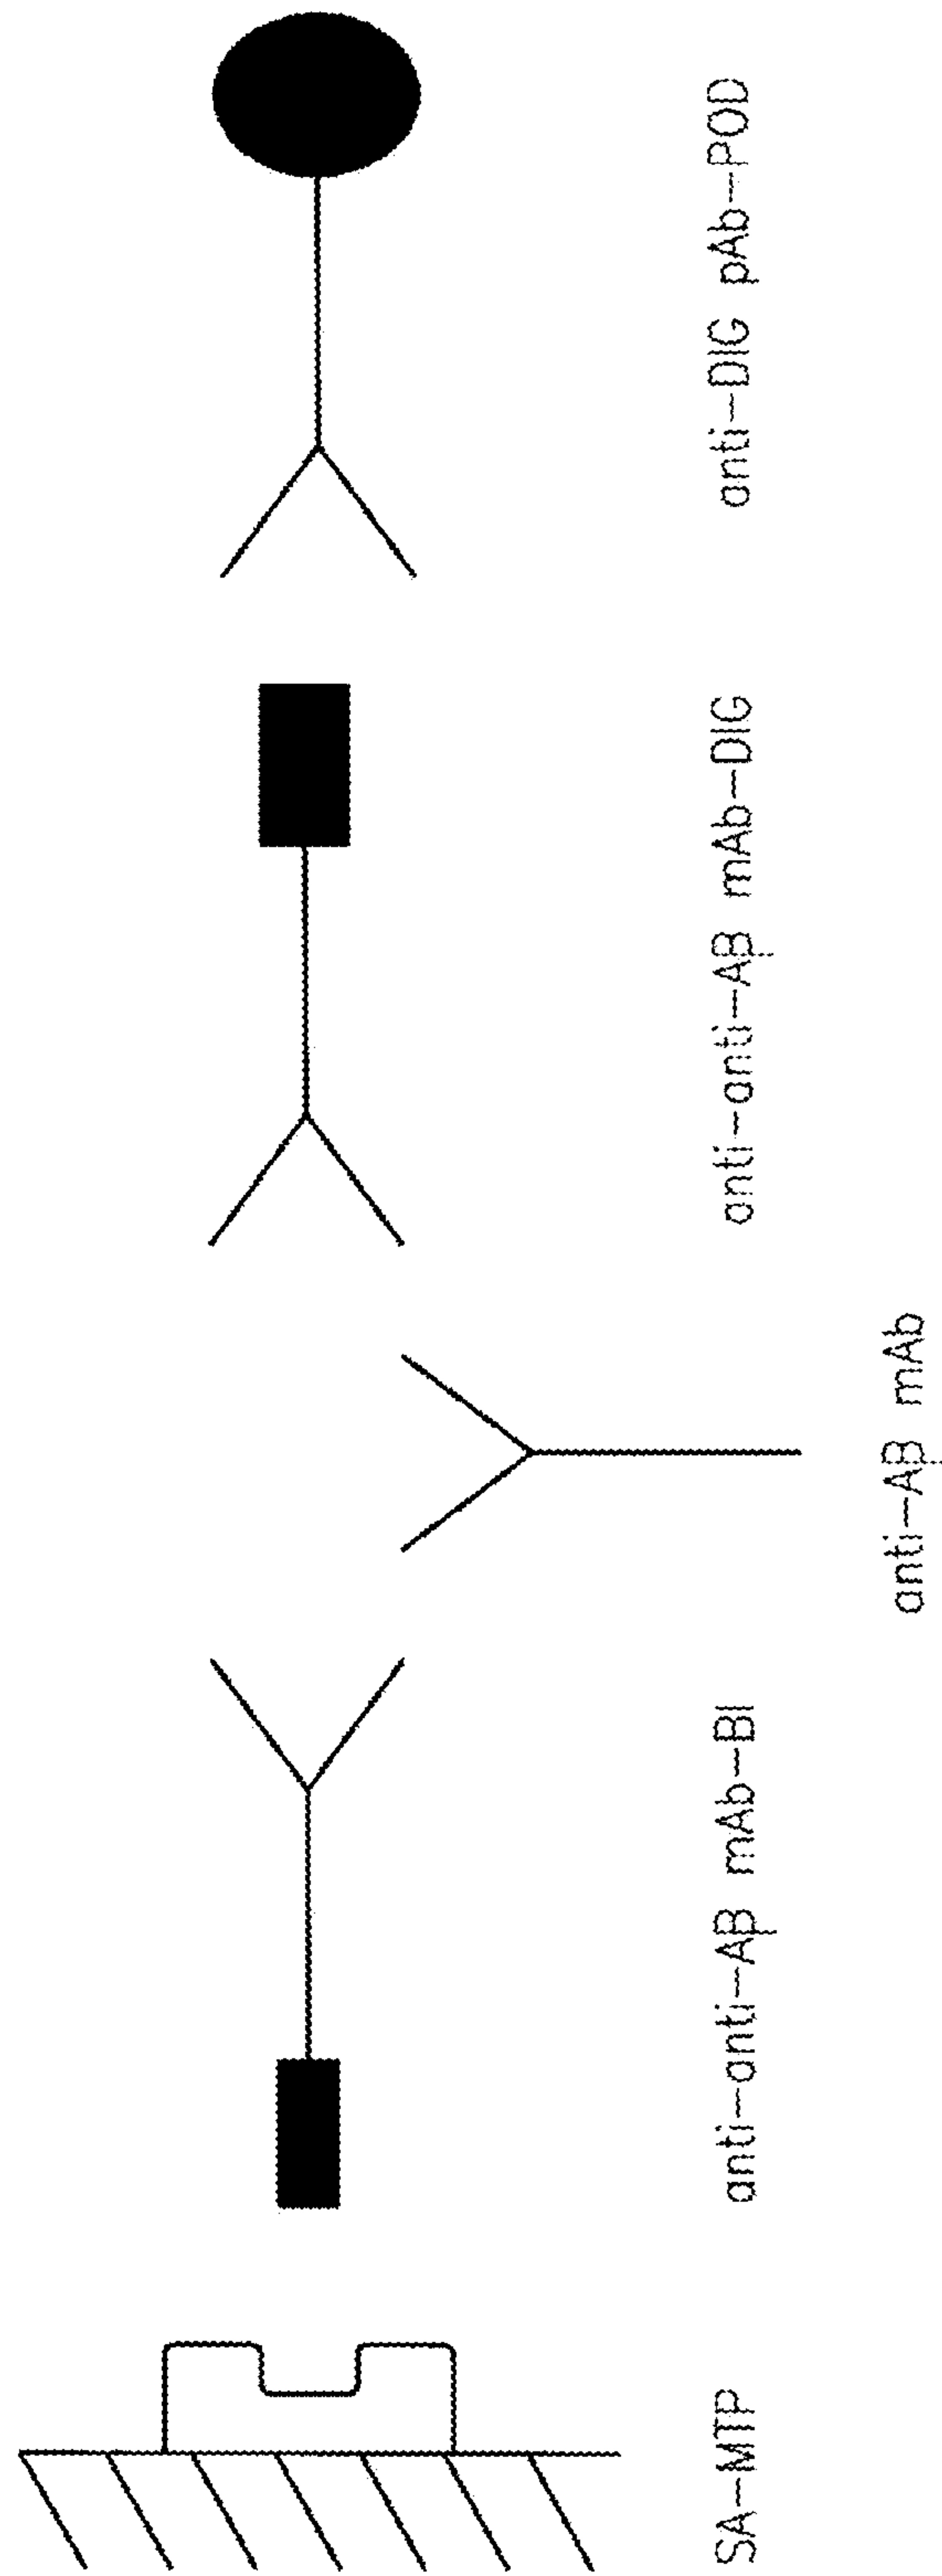 SA-MTP
anti-anti-Aβ mAb-BI
anti-Aβ mAb
anti-anti-Aβ mAb-DIG
anti-DIG pAb-POD